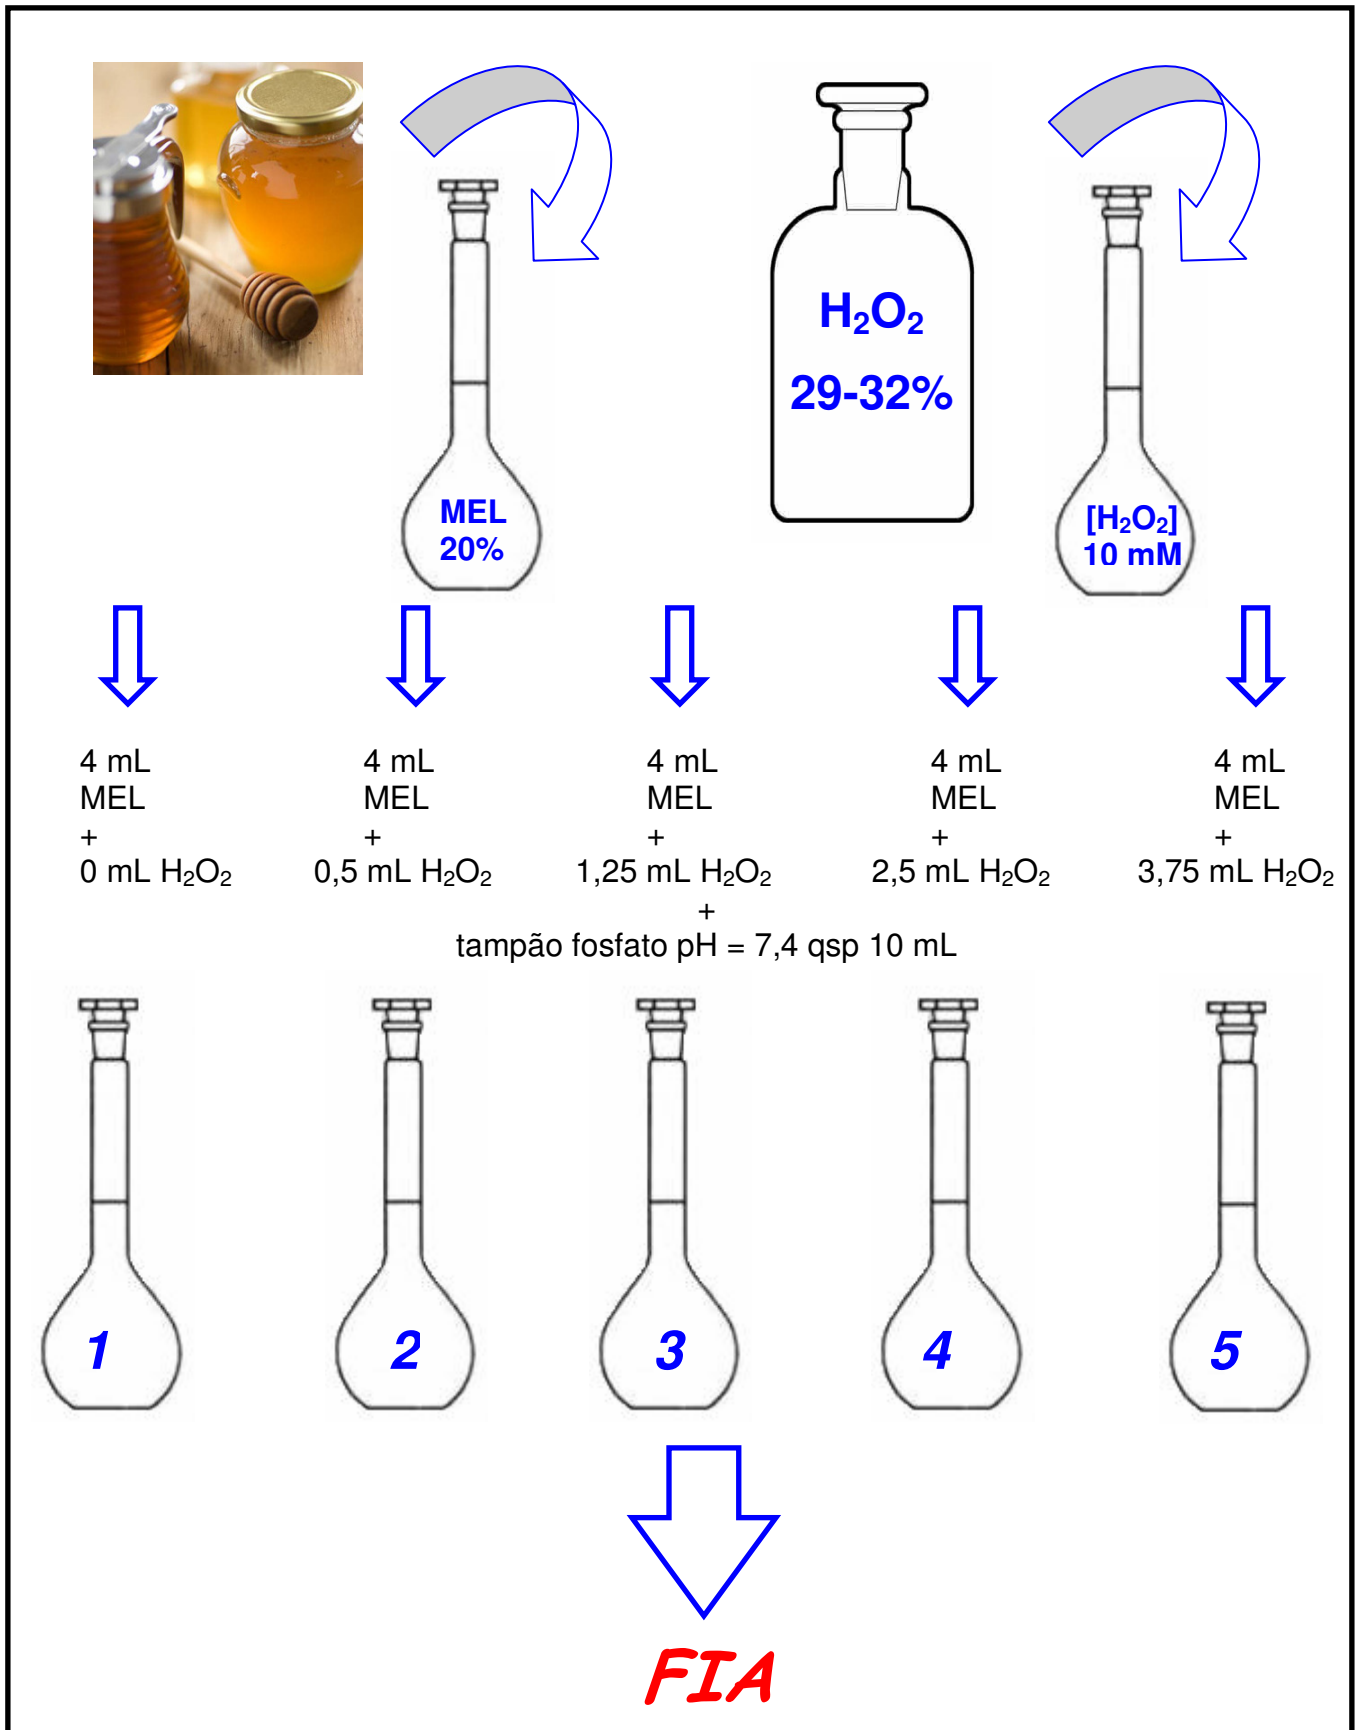 H₂O₂
29-32%
MEL
20%
[H₂O₂]
10 mM
4 mL
MEL
+
0 mL H₂O₂
4 mL
MEL
+
0,5 mL H₂O₂
4 mL
MEL
+
1,25 mL H₂O₂
4 mL
MEL
+
2,5 mL H₂O₂
4 mL
MEL
+
3,75 mL H₂O₂
+
tampão fosfato pH = 7,4 qsp 10 mL
1
2
3
4
5
FIA